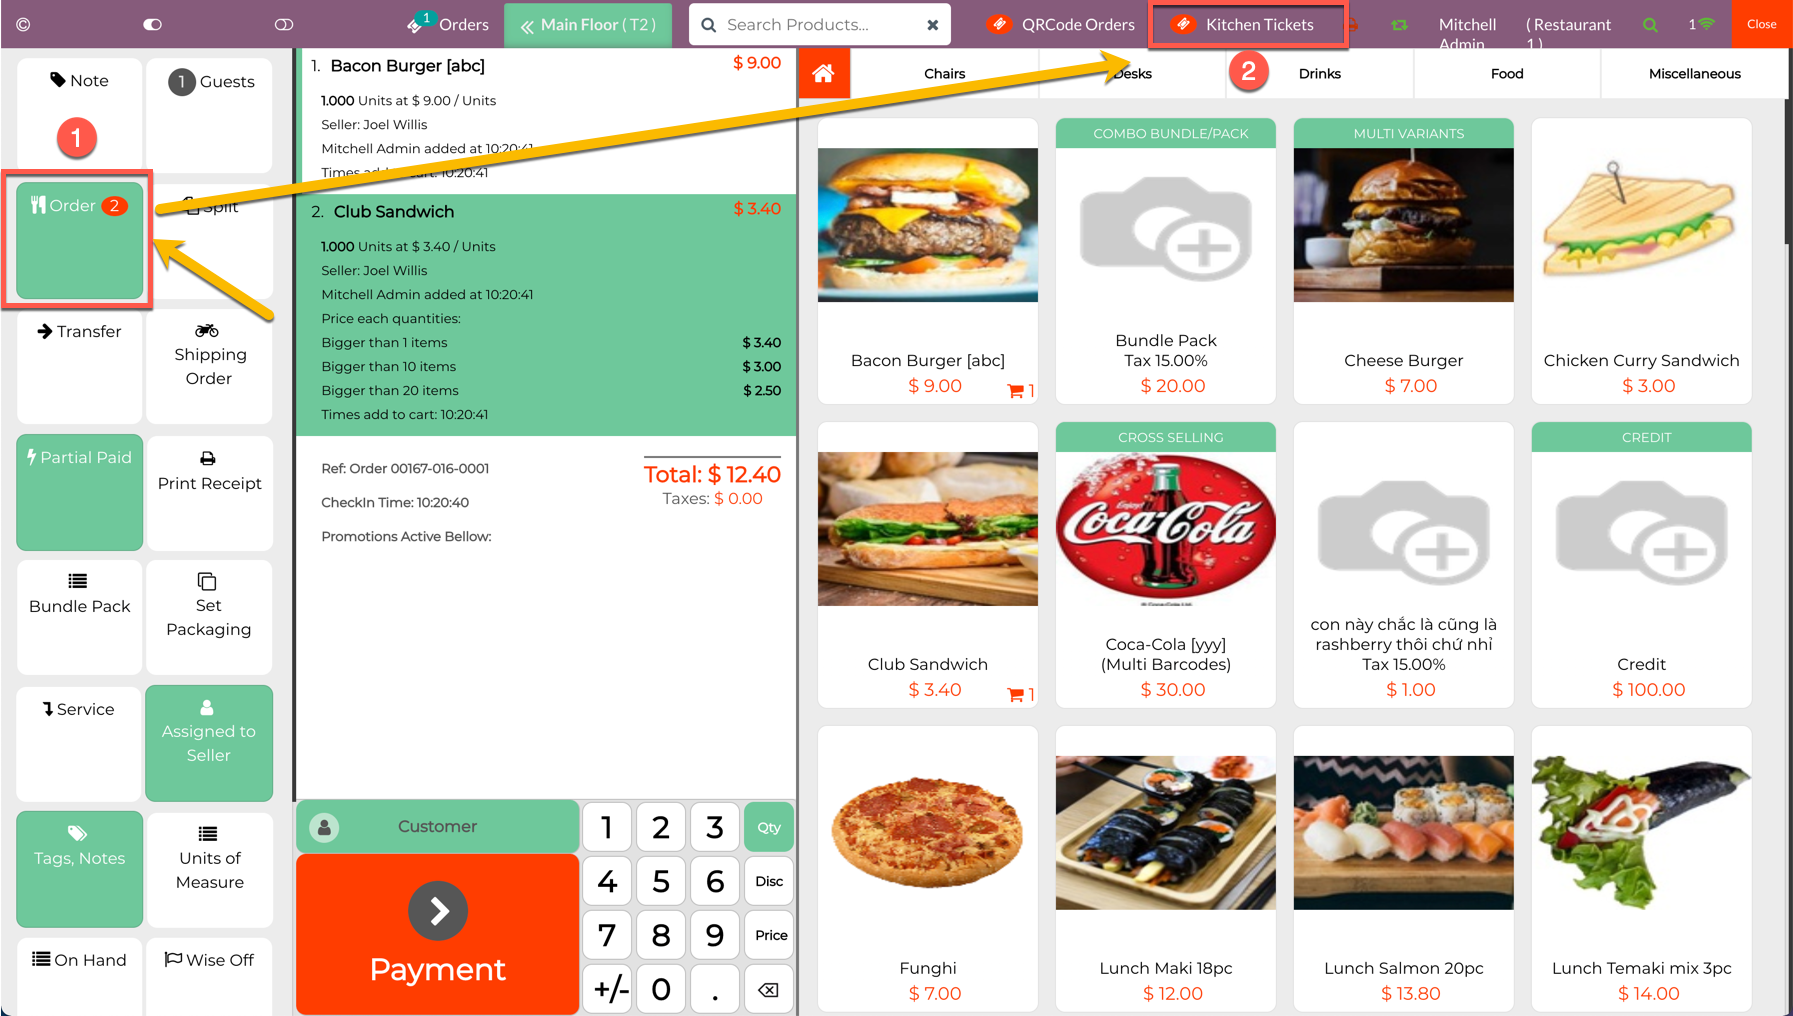 ©
1
Orders
Main Floor ( T2 )
Search Products...
QRCode Orders
Kitchen Tickets
Mitchell Admin
( Restaurant 1 )
1
Close
Note
1 Guests
1
Order 2
Split
Transfer
Shipping
Order
Partial Paid
Print Receipt
Bundle Pack
Set
Packaging
Service
Assigned to
Seller
Tags, Notes
Units of
Measure
On Hand
Wise Off
1. Bacon Burger [abc] $ 9.00
1.000 Units at $ 9.00 / Units
Seller: Joel Willis
Mitchell Admin added at 10:20:41
Times add to cart: 10:20:41
2. Club Sandwich $ 3.40
1.000 Units at $ 3.40 / Units
Seller: Joel Willis
Mitchell Admin added at 10:20:41
Price each quantities:
Bigger than 1 items $ 3.40
Bigger than 10 items $ 3.00
Bigger than 20 items $ 2.50
Times add to cart: 10:20:41
Ref: Order 00167-016-0001
Total: $ 12.40
Taxes: $ 0.00
CheckIn Time: 10:20:40
Promotions Active Bellow:
Customer
Payment
1 2 3 Qty
4 5 6 Disc
7 8 9 Price
+/- 0 .
Chairs
Desks
2
Drinks
Food
Miscellaneous
Bacon Burger [abc]
$ 9.00
1
COMBO BUNDLE/PACK
Bundle Pack
Tax 15.00%
$ 20.00
MULTI VARIANTS
Cheese Burger
$ 7.00
Chicken Curry Sandwich
$ 3.00
Club Sandwich
$ 3.40
1
CROSS SELLING
Enjoy
Coca-Cola
Coca-Cola [yyy]
(Multi Barcodes)
$ 30.00
con này chắc là cũng là
rashberry thôi chứ nhỉ
Tax 15.00%
$ 1.00
CREDIT
Credit
$ 100.00
Funghi
$ 7.00
Lunch Maki 18pc
$ 12.00
Lunch Salmon 20pc
$ 13.80
Lunch Temaki mix 3pc
$ 14.00